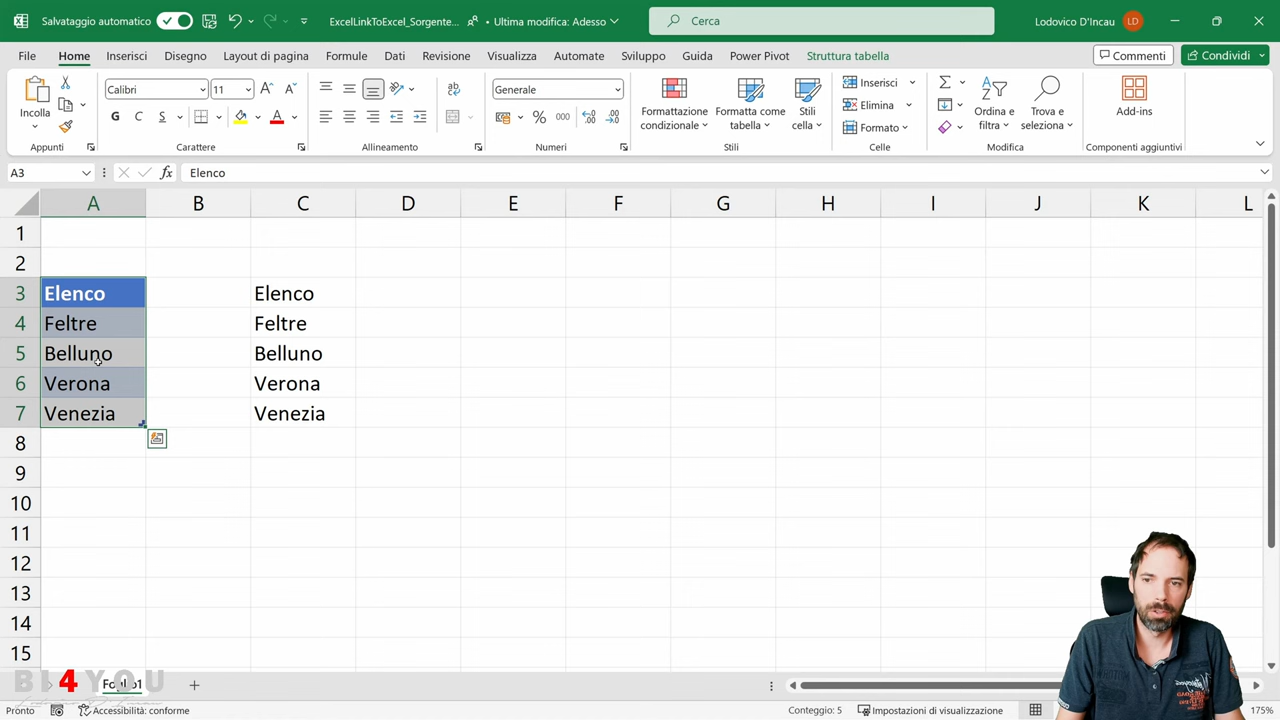 Salvataggio automatico ExcelLinkToExcel_Sorgente... Ultima modifica: Adesso Cerca Lodovico D'Incau LD
File Home Inserisci Disegno Layout di pagina Formule Dati Revisione Visualizza Automate Sviluppo Guida Power Pivot Struttura tabella Commenti Condividi
Incolla
Appunti
Calibri 11
G C S A
Carattere
ab
Allineamento
Generale
% 000
Numeri
Formattazione condizionale
Formatta come tabella
Stili cella
Stili
Inserisci
Elimina
Formato
Celle
Ordina e filtra
Trova e seleziona
Modifica
Add-ins
Componenti aggiuntivi
A3 fx Elenco
A B C D E F G H I J K L
1
2
3 Elenco Elenco
4 Feltre Feltre
5 Belluno Belluno
6 Verona Verona
7 Venezia Venezia
8
9
10
11
12
13
14
15
BI4YOU
Foglio1
Pronto Accessibilità: conforme Conteggio: 5 Impostazioni di visualizzazione 175%